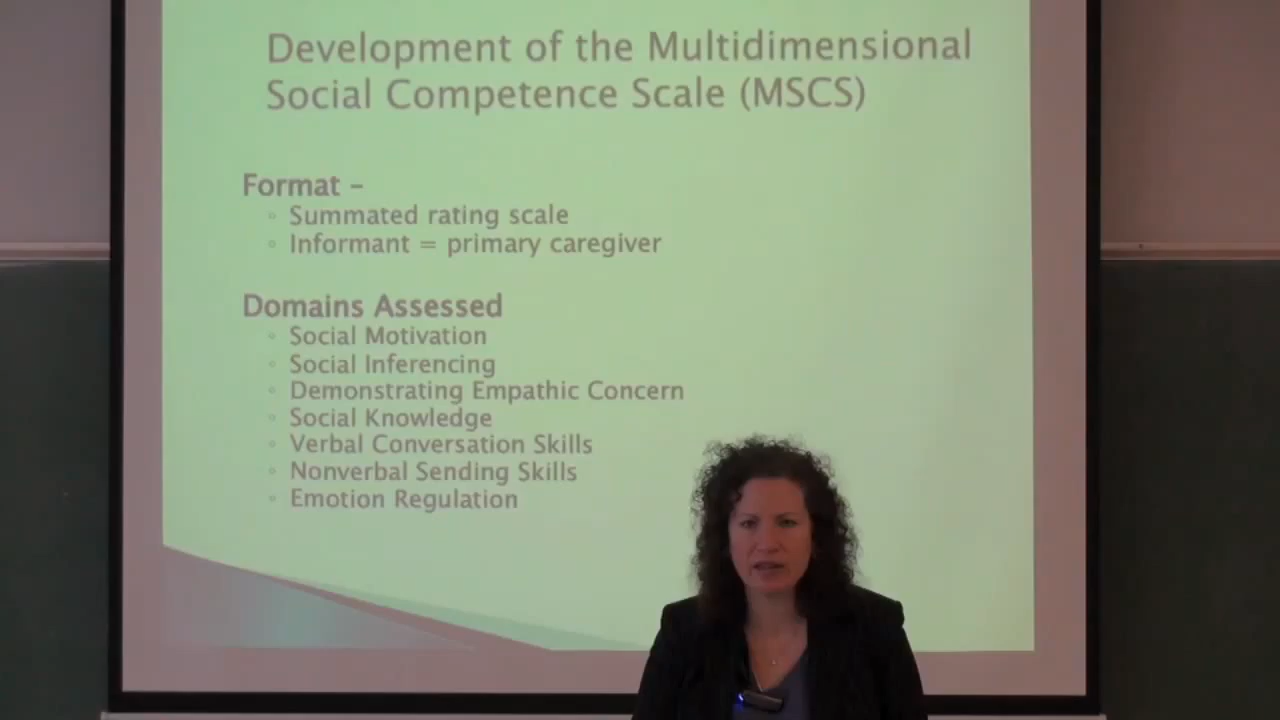 Development of the Multidimensional
Social Competence Scale (MSCS)
Format –
◦ Summated rating scale
◦ Informant = primary caregiver
Domains Assessed
◦ Social Motivation
◦ Social Inferencing
◦ Demonstrating Empathic Concern
◦ Social Knowledge
◦ Verbal Conversation Skills
◦ Nonverbal Sending Skills
◦ Emotion Regulation